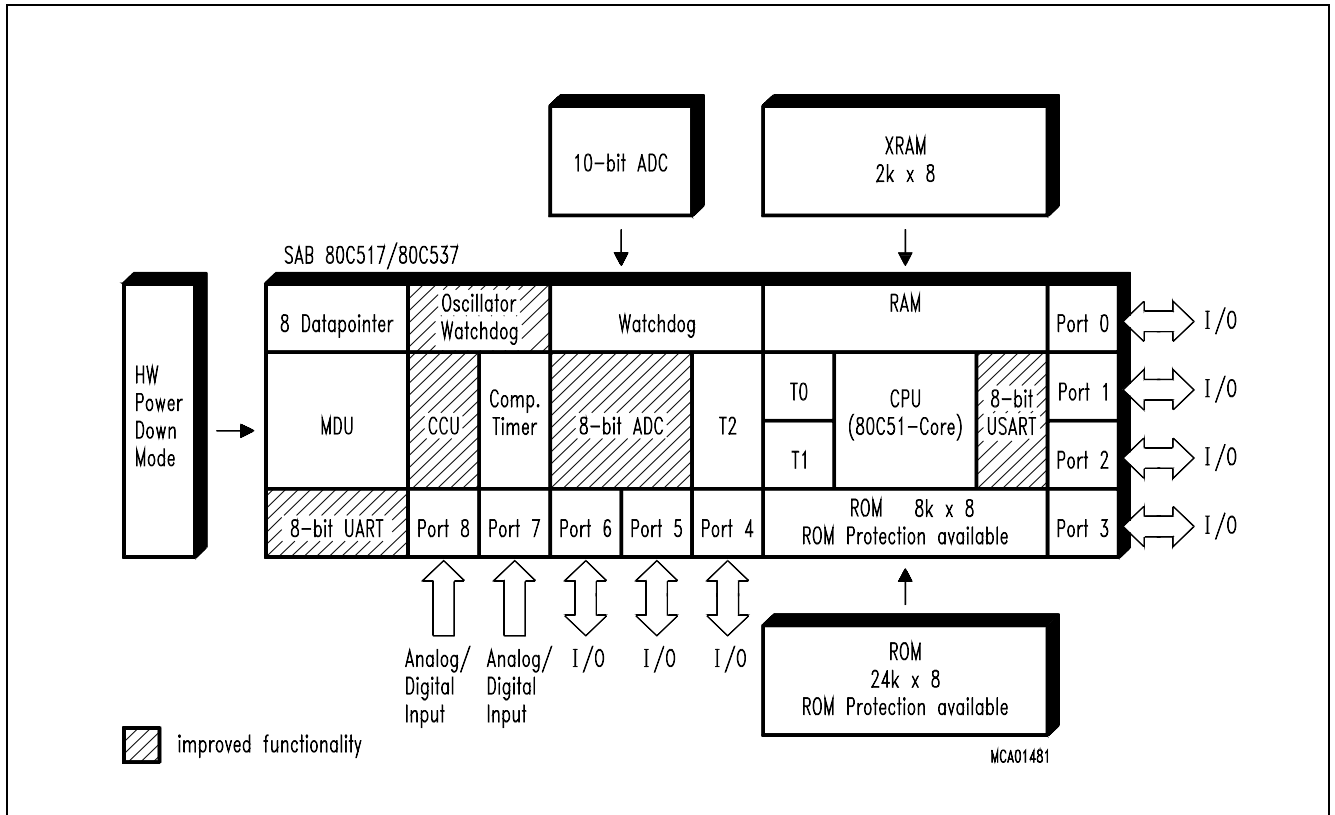 10-bit ADC
XRAM
2k x 8
SAB 80C517/80C537
HW
Power
Down
Mode
8 Datapointer
Oscillator
Watchdog
Watchdog
RAM
Port 0
I/O
MDU
CCU
Comp.
Timer
8-bit ADC
T2
T0
T1
CPU
(80C51-Core)
8-bit
USART
Port 1
I/O
Port 2
I/O
8-bit UART
Port 8
Port 7
Port 6
Port 5
Port 4
ROM 8k x 8
ROM Protection available
Port 3
I/O
Analog/
Digital
Input
Analog/
Digital
Input
I/O
I/O
I/O
ROM
24k x 8
ROM Protection available
improved functionality
MCA01481